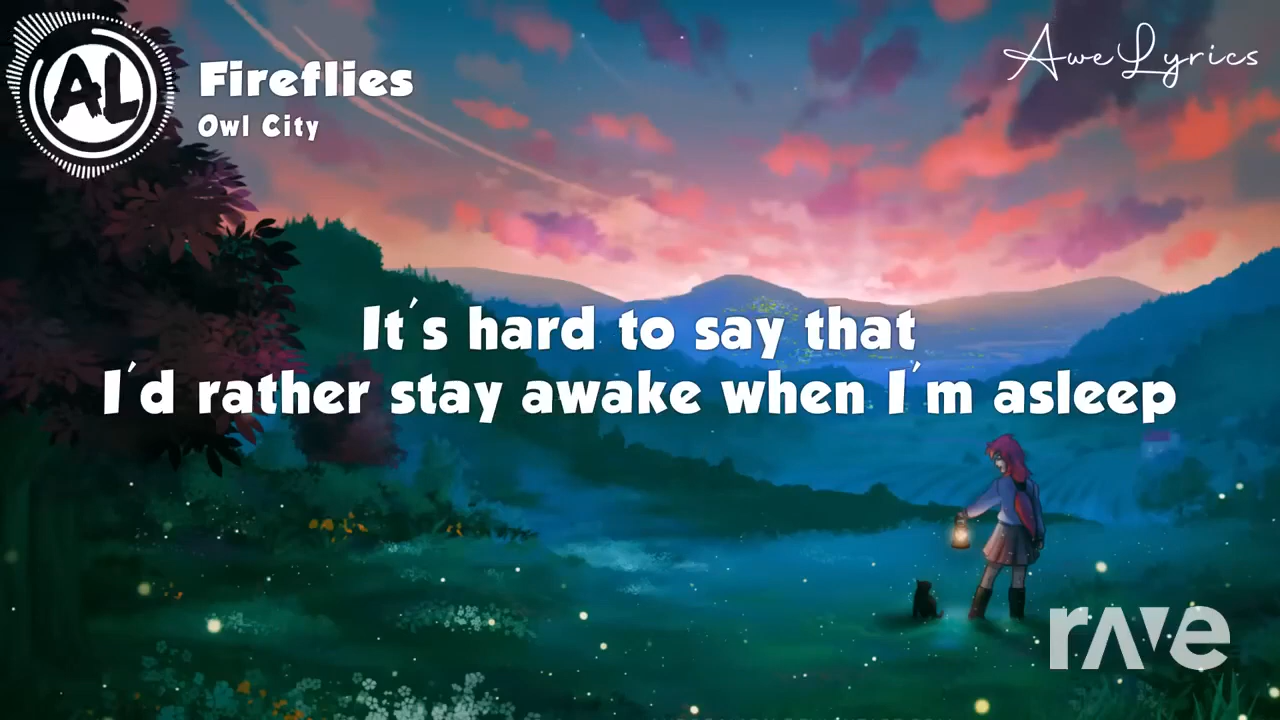 AL
Fireflies
Owl City
AweLyrics
It's hard to say that
I'd rather stay awake when I'm asleep
rave